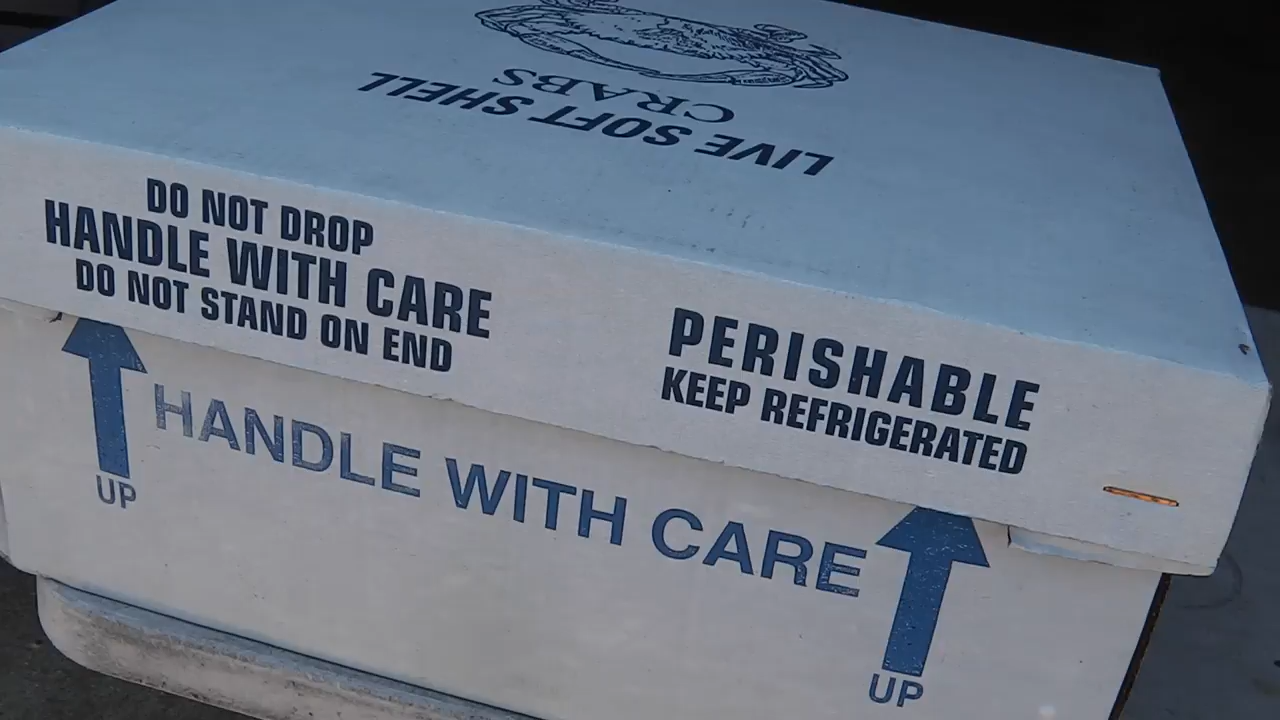 LIVE SOFT SHELL
CRABS
DO NOT DROP
HANDLE WITH CARE
DO NOT STAND ON END
PERISHABLE
KEEP REFRIGERATED
HANDLE WITH CARE
UP
UP